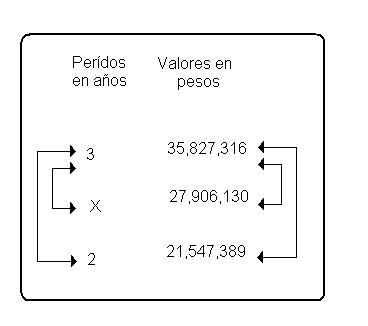 Perídos Valores en
en años pesos
3 35,827,316
X 27,906,130
2 21,547,389